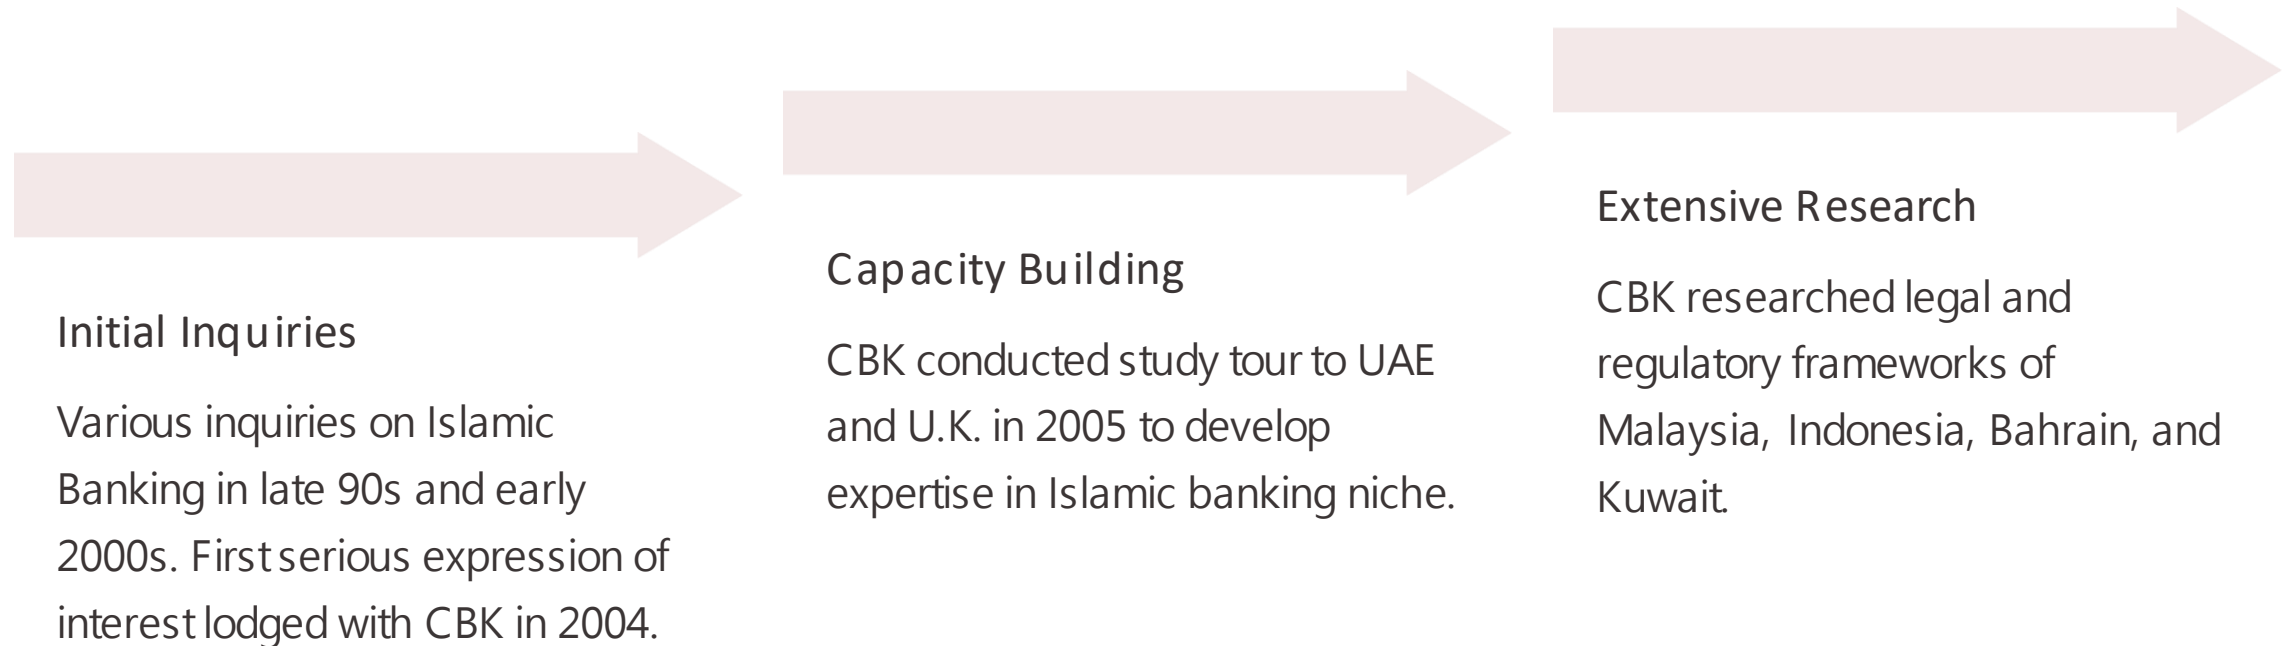 Initial Inquiries
Various inquiries on Islamic
Banking in late 90s and early
2000s. First serious expression of
interest lodged with CBK in 2004.
Capacity Building
CBK conducted study tour to UAE
and U.K. in 2005 to develop
expertise in Islamic banking niche.
Extensive Research
CBK researched legal and
regulatory frameworks of
Malaysia, Indonesia, Bahrain, and
Kuwait.